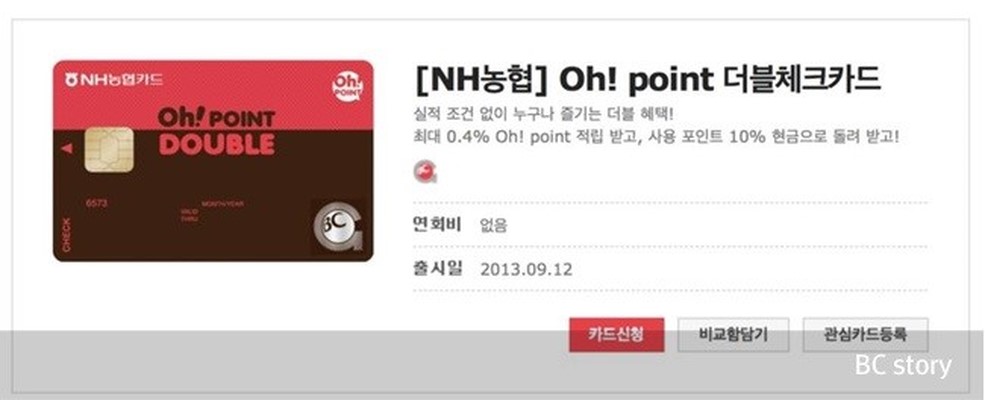 NH농협카드
Oh!
POINT
Oh! POINT
DOUBLE
6573
MONTH/YEAR
VALID
THRU
CHECK
BC
[NH농협] Oh! point 더블체크카드
실적 조건 없이 누구나 즐기는 더블 혜택!
최대 0.4% Oh! point 적립 받고, 사용 포인트 10% 현금으로 돌려 받고!
연회비 없음
출시일 2013.09.12
카드신청 비교함담기 관심카드등록
BC story